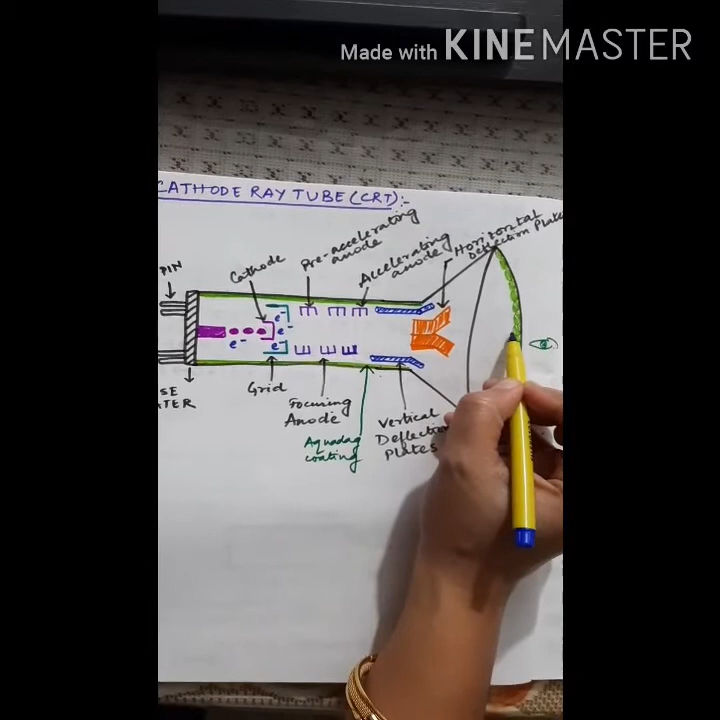 Made with KINEMASTER
CATHODE RAY TUBE (CRT):-
Pre-accelerating
anode
Accelerating
anode
Horizontal
Deflection Plate
Cathode
PIN
e⁻
e⁻
e⁻
e⁻
Grid
Focusing
Anode
Aquadag
coating
Vertical
Deflection
Plates
SE
TER